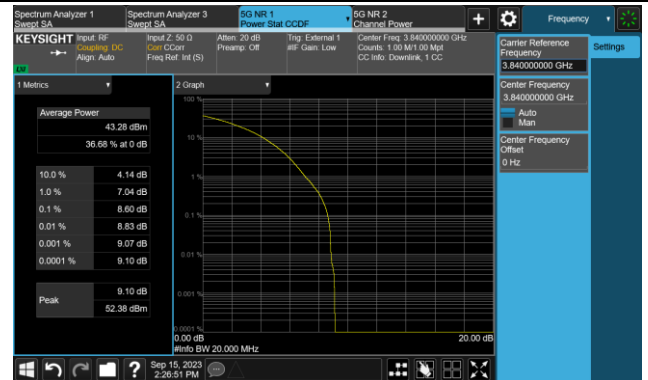 Spectrum Analyzer 1
Swept SA
Spectrum Analyzer 3
Swept SA
5G NR 1
Power Stat CCDF
5G NR 2
Channel Power
Frequency
KEYSIGHT
Input: RF
Coupling: DC
Align: Auto
Input Z: 50 Ω
Corr CCorr
Freq Ref: Int (S)
Atten: 20 dB
Preamp: Off
Trig: External 1
#IF Gain: Low
Center Freq: 3.840000000 GHz
Counts: 1.00 M/1.00 Mpt
CC Info: Downlink, 1 CC
Carrier Reference
Frequency
3.840000000 GHz
Settings
Center Frequency
3.840000000 GHz
Auto
Man
Center Frequency
Offset
0 Hz
1 Metrics
Average Power
43.28 dBm
36.68 % at 0 dB
10.0 % 4.14 dB
1.0 % 7.04 dB
0.1 % 8.60 dB
0.01 % 8.83 dB
0.001 % 9.07 dB
0.0001 % 9.10 dB
Peak
9.10 dB
52.38 dBm
2 Graph
100 %
10 %
1 %
0.1 %
0.01 %
0.001 %
0.0001 %
0.00 dB
20.00 dB
#Info BW 20.000 MHz
?
Sep 15, 2023
2:26:51 PM